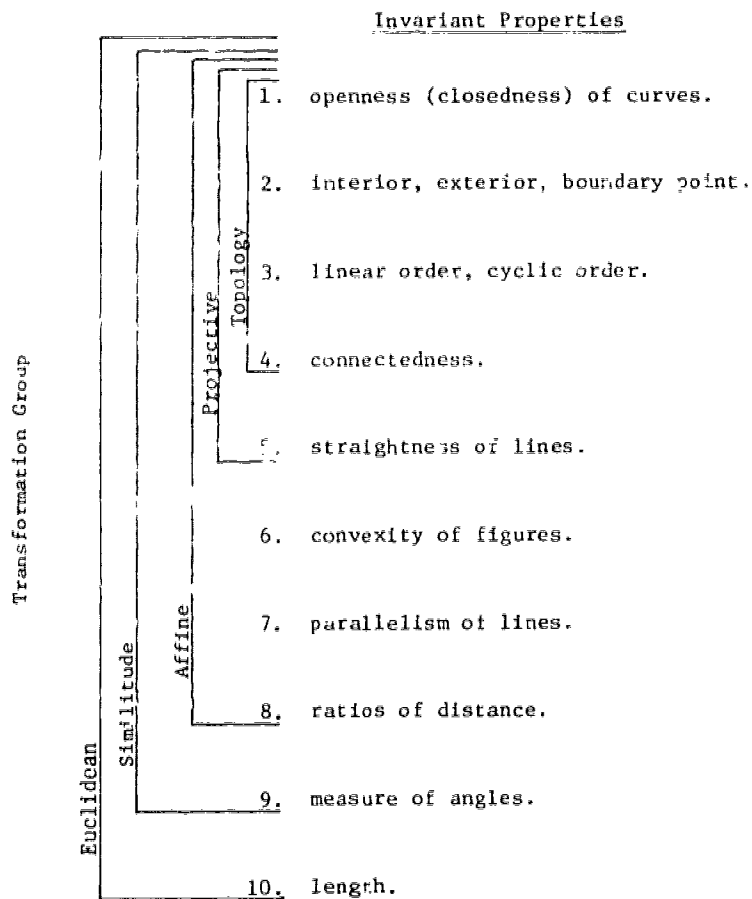 Invariant Properties
1. openness (closedness) of curves.
2. interior, exterior, boundary point.
3. linear order, cyclic order.
4. connectedness.
5. straightness of lines.
6. convexity of figures.
7. parallelism of lines.
8. ratios of distance.
9. measure of angles.
10. length.
Transformation Group
Euclidean
Similitude
Affine
Projective
Topology